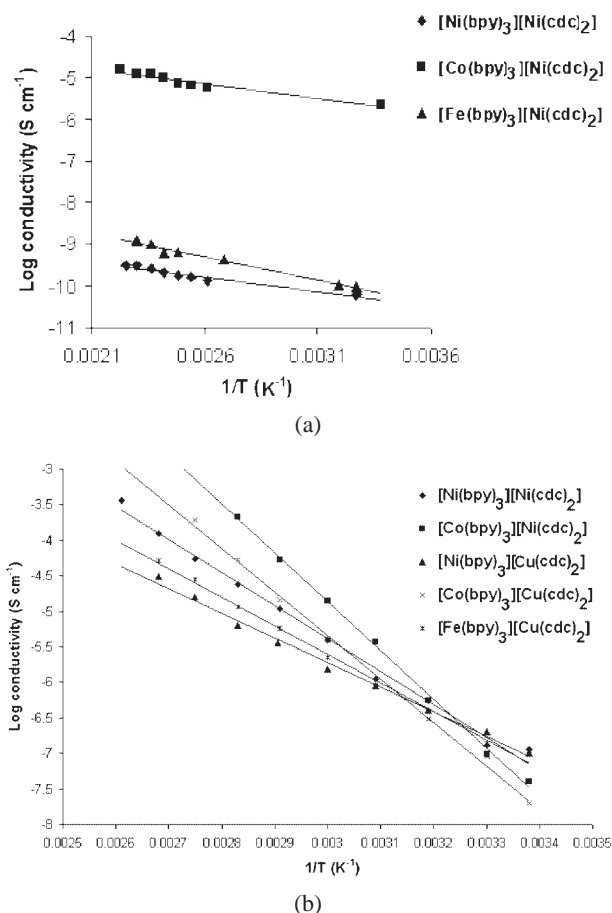 [Ni(bpy)3][Ni(cdc)2]
[Co(bpy)3][Ni(cdc)2]
[Fe(bpy)3][Ni(cdc)2]
Log conductivity (S cm-1)
-4
-5
-6
-7
-8
-9
-10
-11
0.0021
0.0026
0.0031
0.0036
1/T (K-1)
(a)
[Ni(bpy)3][Ni(cdc)2]
[Co(bpy)3][Ni(cdc)2]
[Ni(bpy)3][Cu(cdc)2]
[Co(bpy)3][Cu(cdc)2]
[Fe(bpy)3][Cu(cdc)2]
Log conductivity (S cm-1)
-3
-3.5
-4
-4.5
-5
-5.5
-6
-6.5
-7
-7.5
-8
0.0025
0.0026
0.0027
0.0028
0.0029
0.003
0.0031
0.0032
0.0033
0.0034
0.0035
1/T (K-1)
(b)